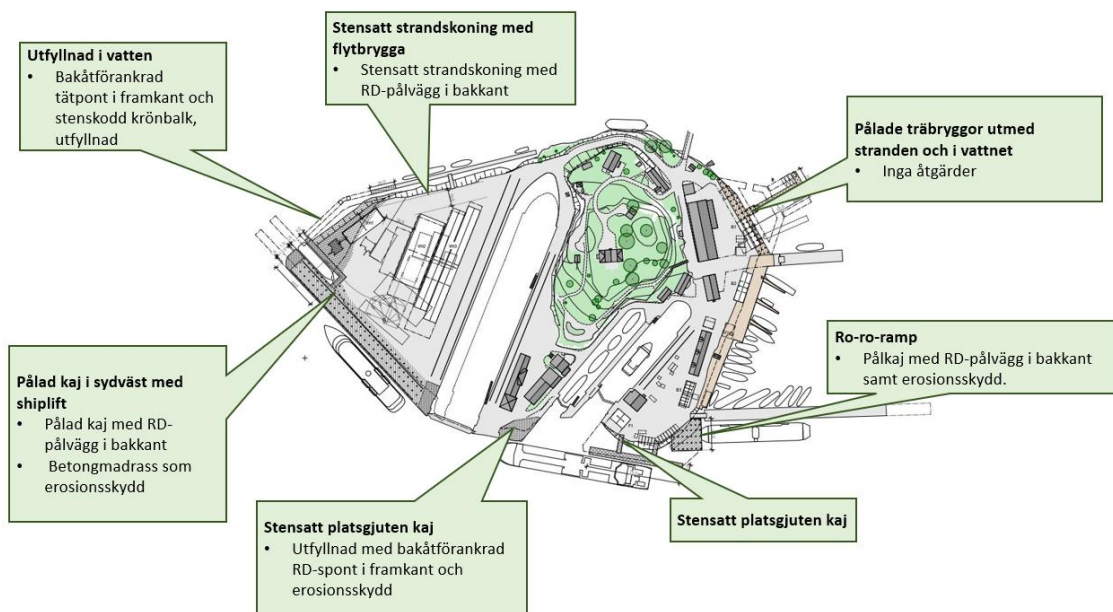 Utfyllnad i vatten
• Bakåtförankrad
tätpont i framkant och
stenskodd krönbalk,
utfyllnad
Stensatt strandskoning med
flytbrygga
• Stensatt strandskoning med
RD-pålvägg i bakkant
Pålade träbryggor utmed
stranden och i vattnet
• Inga åtgärder
Pålad kaj i sydväst med
shiplift
• Pålad kaj med RD-
pålvägg i bakkant
• Betongmadrass som
erosionsskydd
Ro-ro-ramp
• Pålkaj med RD-pålvägg i bakkant
samt erosionsskydd.
Stensatt platsgjuten kaj
• Utfyllnad med bakåtförankrad
RD-spont i framkant och
erosionsskydd
Stensatt platsgjuten kaj